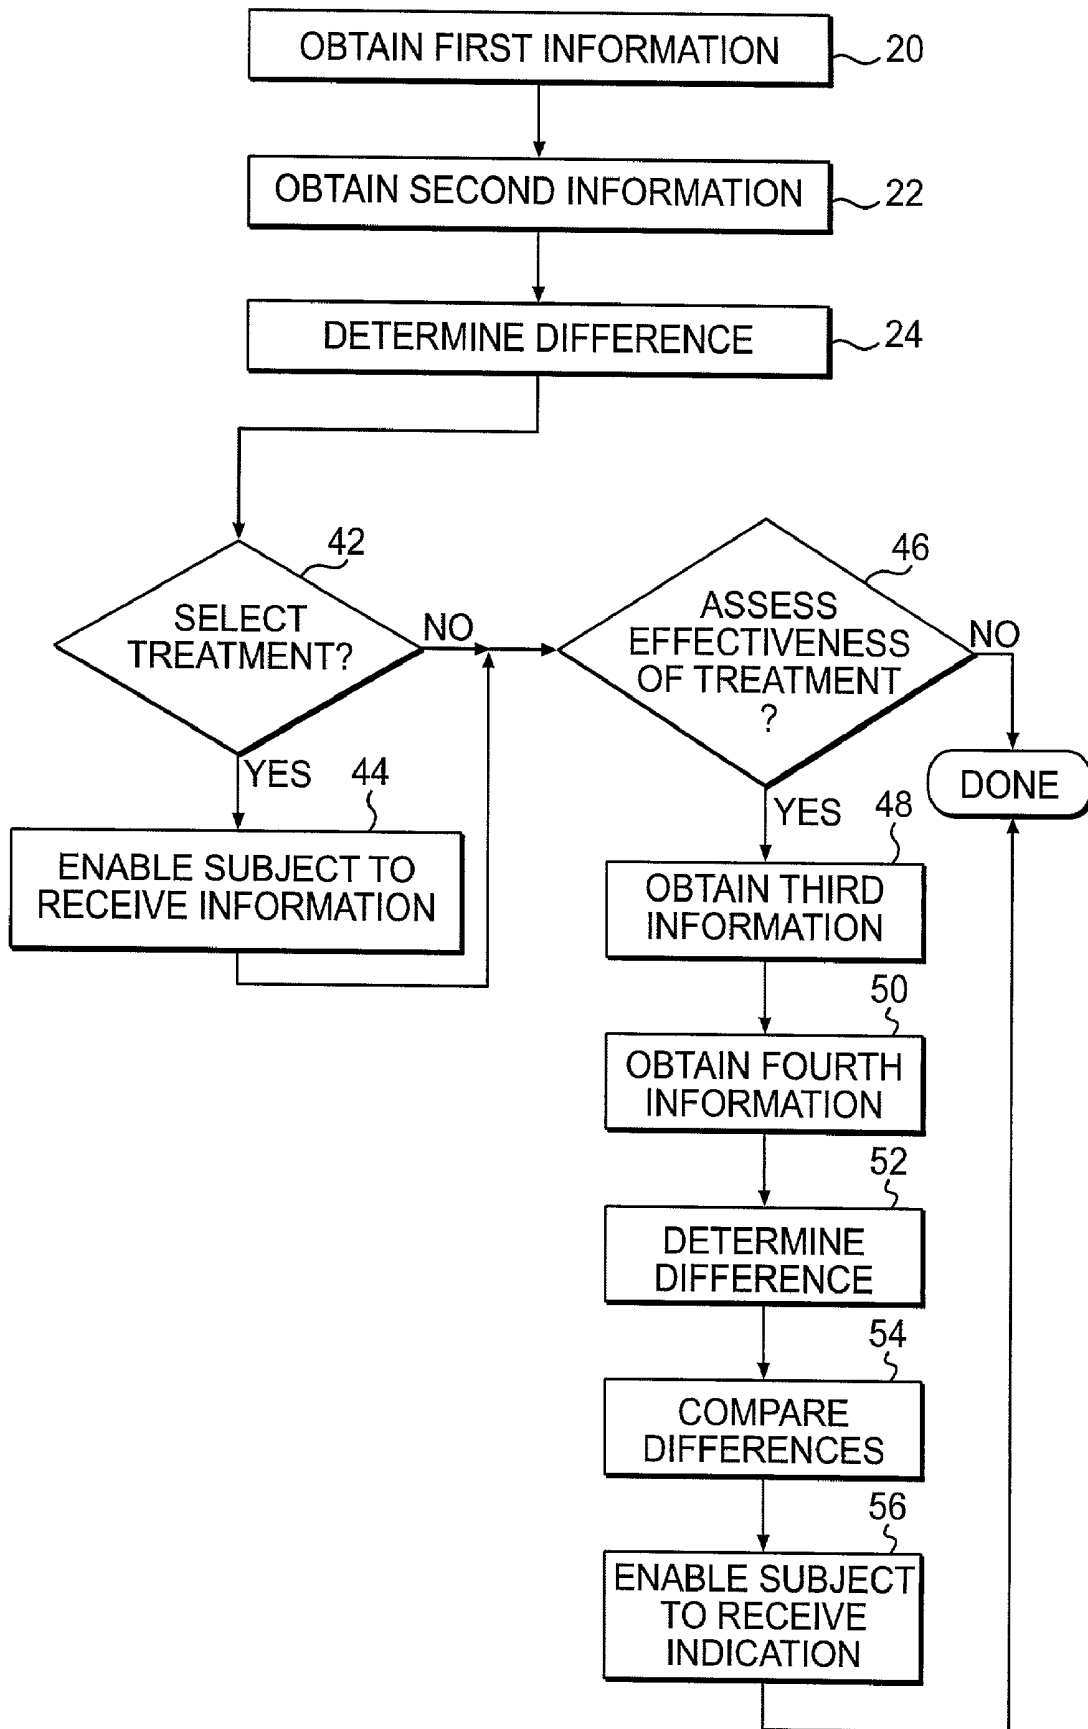 OBTAIN FIRST INFORMATION
20
OBTAIN SECOND INFORMATION
22
DETERMINE DIFFERENCE
24
42
SELECT
TREATMENT?
NO
YES
44
ENABLE SUBJECT TO
RECEIVE INFORMATION
46
ASSESS
EFFECTIVENESS
OF TREATMENT
?
NO
DONE
YES
48
OBTAIN THIRD
INFORMATION
50
OBTAIN FOURTH
INFORMATION
52
DETERMINE
DIFFERENCE
54
COMPARE
DIFFERENCES
56
ENABLE SUBJECT
TO RECEIVE
INDICATION